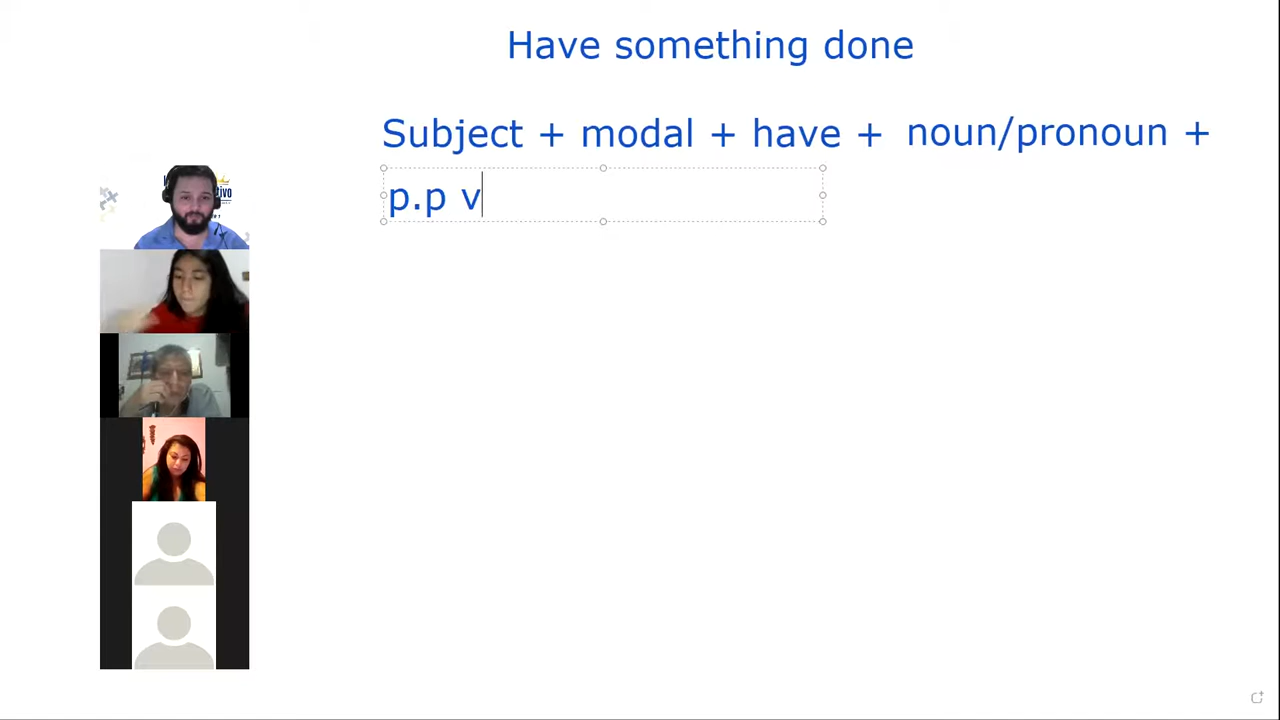 Have something done
Subject + modal + have + noun/pronoun +
p.p v